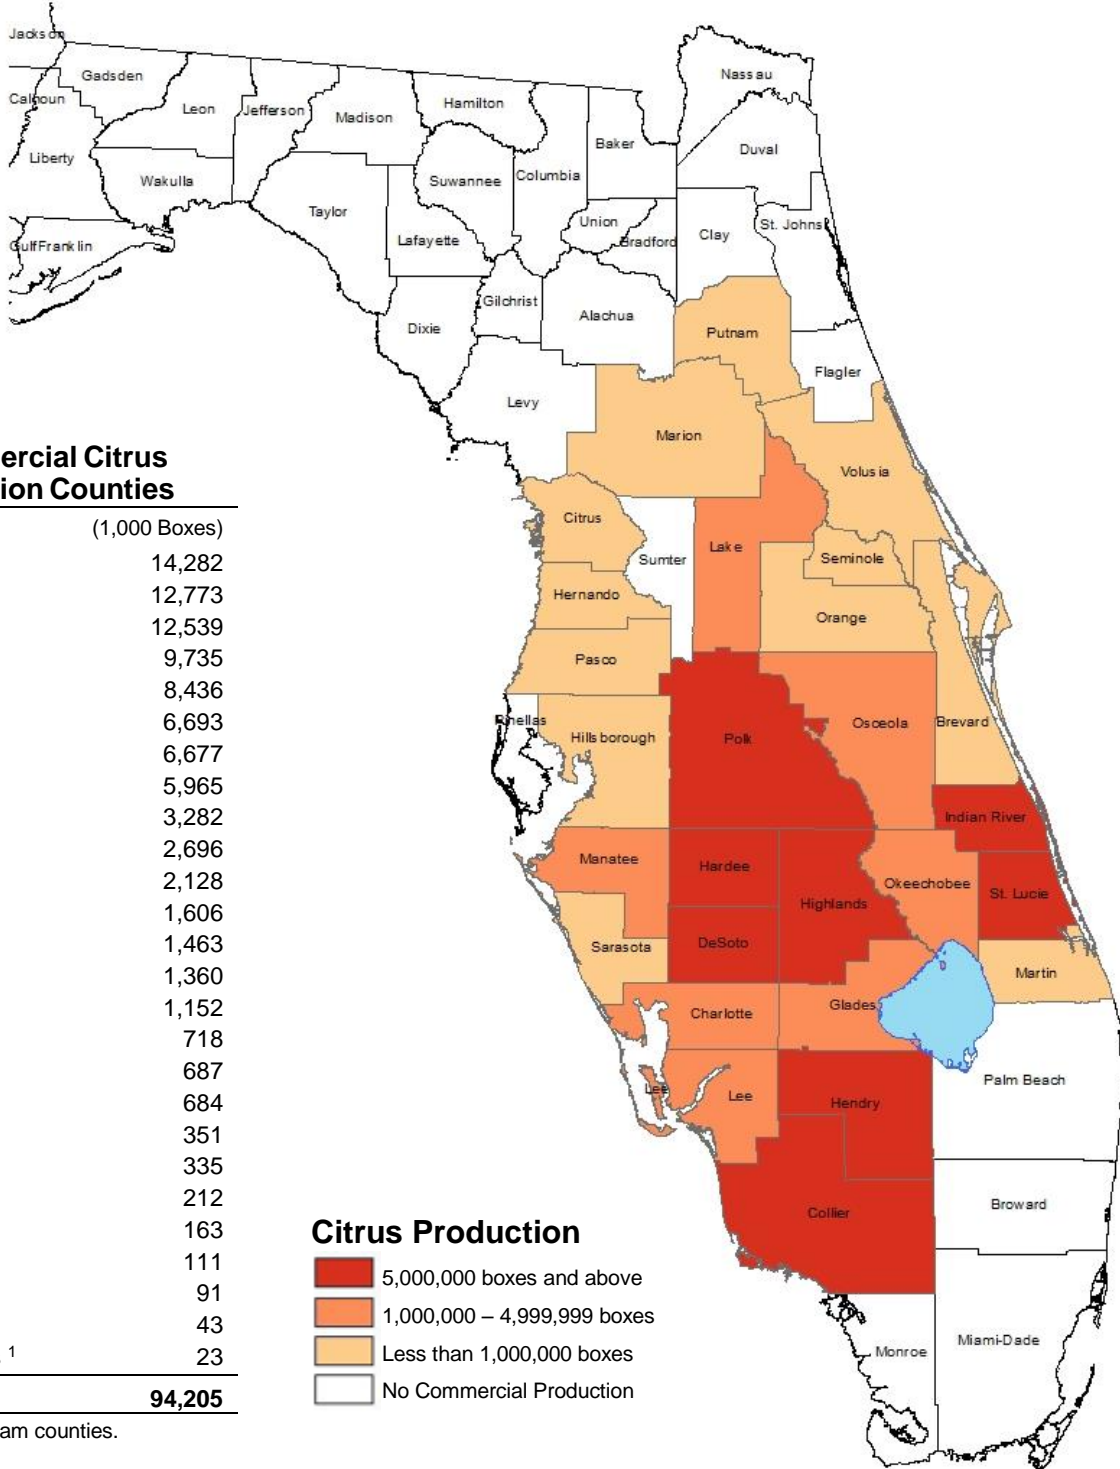 Jackson
Gadsden
Calhoun
Leon
Jefferson
Madison
Hamilton
Nassau
Baker
Duval
Liberty
Wakulla
Suwannee
Columbia
Taylor
Lafayette
Union
Bradford
Clay
St. Johns
Gulf
Franklin
Gilchrist
Dixie
Alachua
Putnam
Flagler
Levy
Marion
Volusia
Citrus
Sumter
Lake
Seminole
Hernando
Orange
Pasco
Pinellas
Hillsborough
Polk
Osceola
Brevard
Indian River
Manatee
Hardee
Highlands
Okeechobee
St. Lucie
Sarasota
DeSoto
Martin
Charlotte
Glades
Lee
Lee
Hendry
Palm Beach
Collier
Broward
Miami-Dade
Monroe
ercial Citrus
ion Counties
(1,000 Boxes)
14,282
12,773
12,539
9,735
8,436
6,693
6,677
5,965
3,282
2,696
2,128
1,606
1,463
1,360
1,152
718
687
684
351
335
212
163
111
91
43
1 23
94,205
am counties.
Citrus Production
5,000,000 boxes and above
1,000,000 – 4,999,999 boxes
Less than 1,000,000 boxes
No Commercial Production